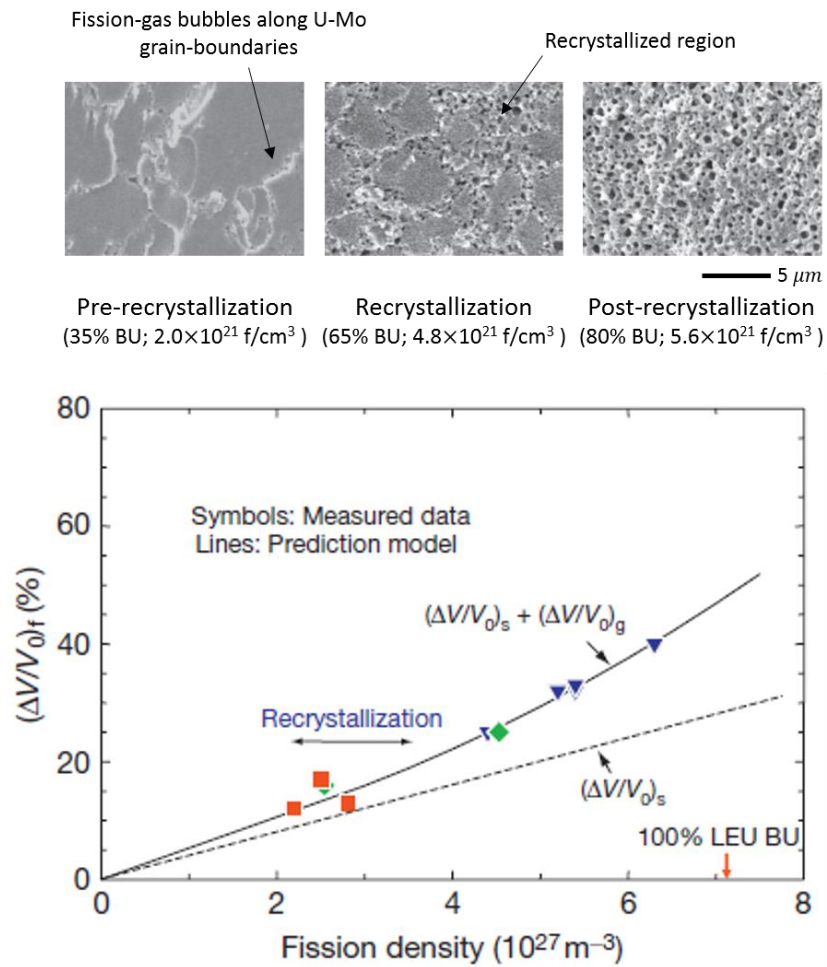 Fission-gas bubbles along U-Mo
grain-boundaries
Recrystallized region
5 μm
Pre-recrystallization
(35% BU; 2.0×10²¹ f/cm³ )
Recrystallization
(65% BU; 4.8×10²¹ f/cm³ )
Post-recrystallization
(80% BU; 5.6×10²¹ f/cm³)
80
60
40
20
0
(ΔV/V₀)f (%)
Symbols: Measured data
Lines: Prediction model
(ΔV/V₀)s + (ΔV/V₀)g
Recrystallization
(ΔV/V₀)s
100% LEU BU
0 2 4 6 8
Fission density (10²⁷ m⁻³)